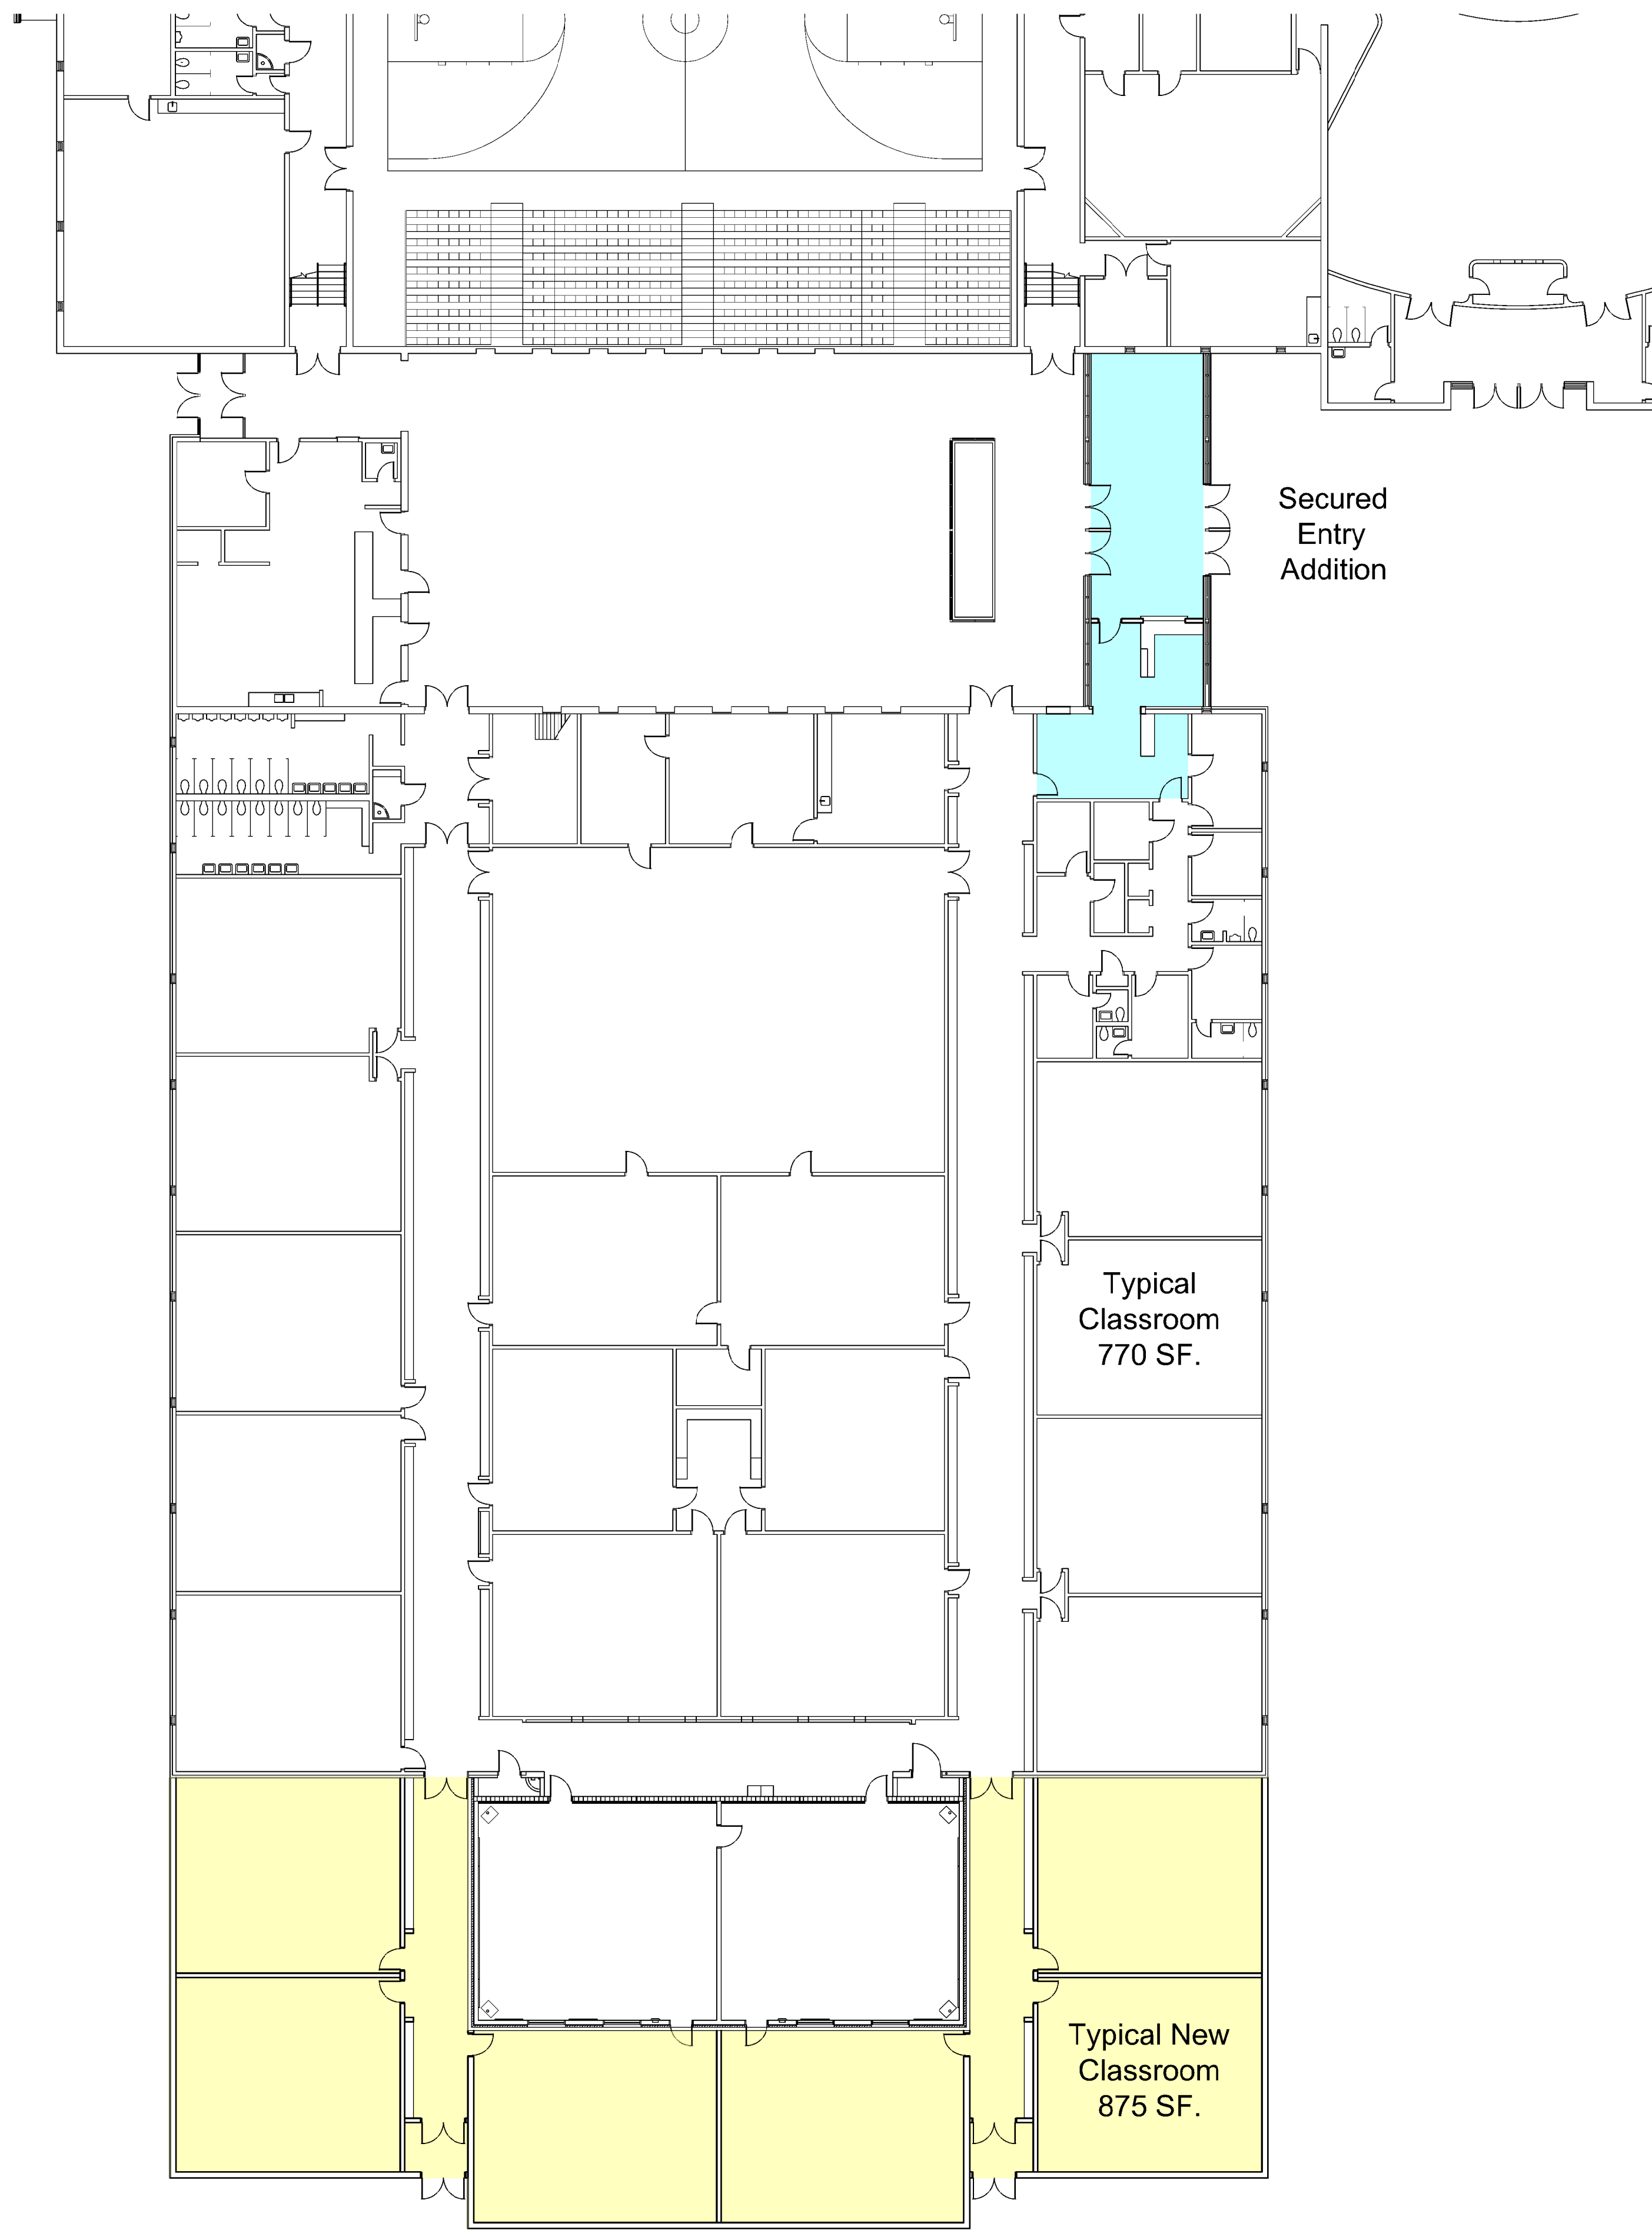 Secured
Entry
Addition
Typical
Classroom
770 SF.
Typical New
Classroom
875 SF.